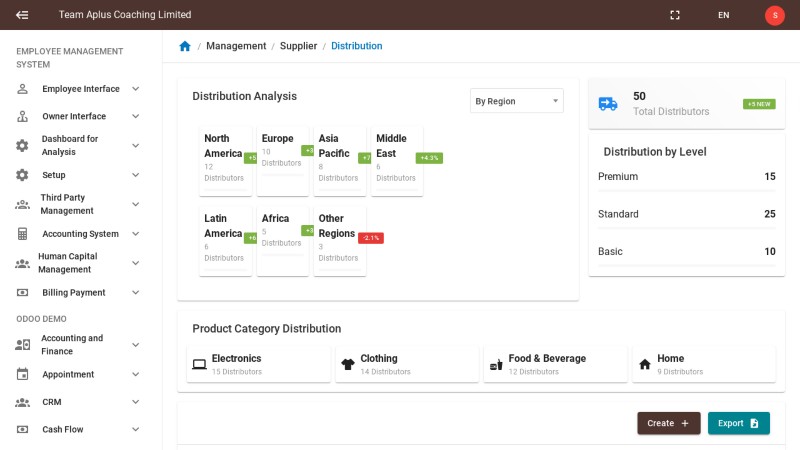 Team Aplus Coaching Limited
EN
S
EMPLOYEE MANAGEMENT
SYSTEM
Employee Interface
Owner Interface
Dashboard for
Analysis
Setup
Third Party
Management
Accounting System
Human Capital
Management
Billing Payment
ODOO DEMO
Accounting and
Finance
Appointment
CRM
Cash Flow
/ Management / Supplier / Distribution
Distribution Analysis
By Region
North
America
12
Distributors
+5
Europe
10
Distributors
+3
Asia
Pacific
8
Distributors
+7
Middle
East
6
Distributors
+4.3%
Latin
America
6
Distributors
Africa
5
Distributors
Other
Regions
3
Distributors
-2.1%
50
Total Distributors
+5 NEW
Distribution by Level
Premium 15
Standard 25
Basic 10
Product Category Distribution
Electronics
15 Distributors
Clothing
14 Distributors
Food & Beverage
12 Distributors
Home
9 Distributors
Create +
Export